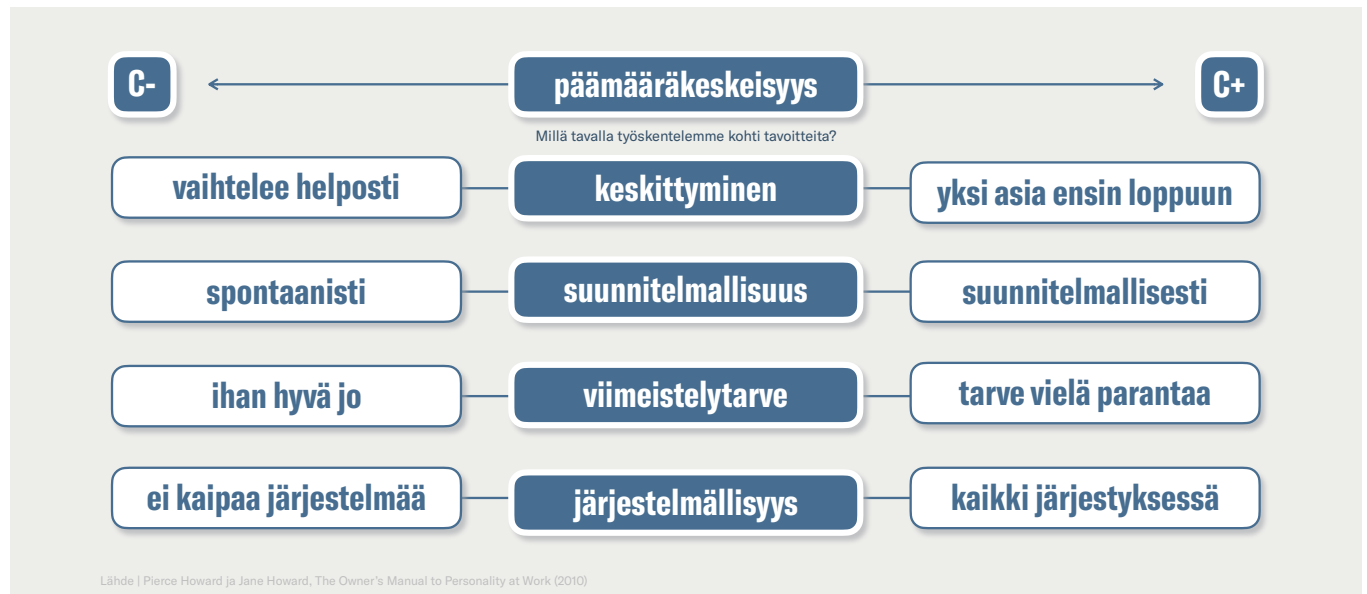 C-
päämääräkeskeisyys
C+
Millä tavalla työskentelemme kohti tavoitteita?
vaihtelee helposti
keskittyminen
yksi asia ensin loppuun
spontaanisti
suunnitelmallisuus
suunnitelmallisesti
ihan hyvä jo
viimeistelytarve
tarve vielä parantaa
ei kaipaa järjestelmää
järjestelmällisyys
kaikki järjestyksessä
Lähde | Pierce Howard ja Jane Howard, The Owner's Manual to Personality at Work (2010)